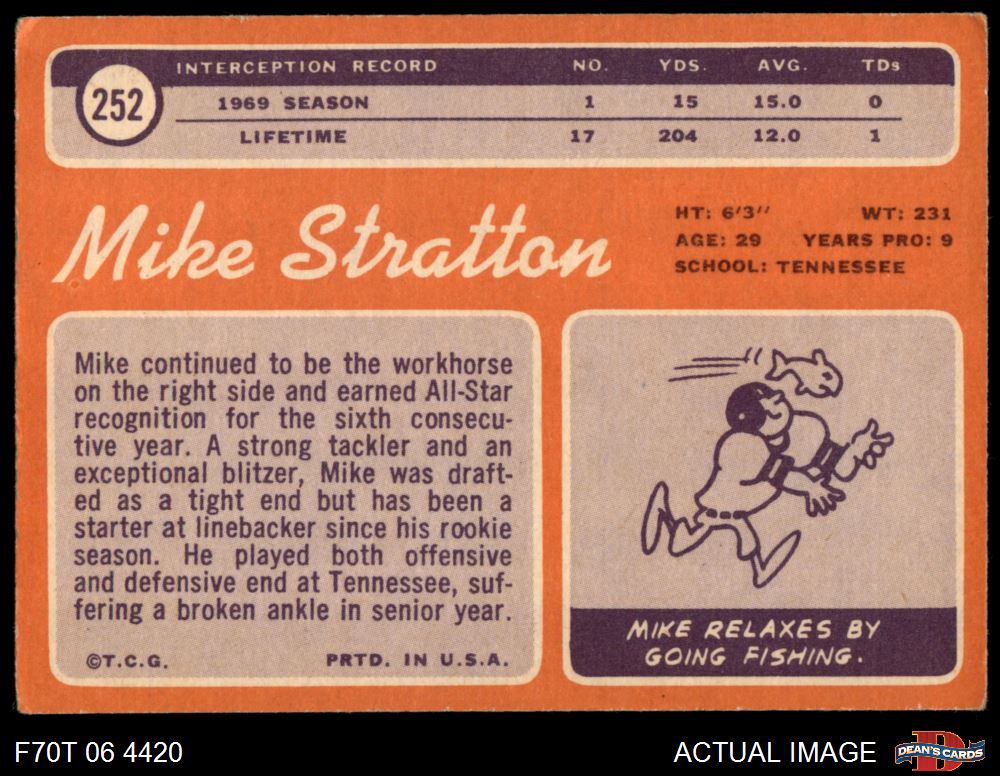 INTERCEPTION RECORD NO. YDS. AVG. TDs
252
1969 SEASON 1 15 15.0 0
LIFETIME 17 204 12.0 1
Mike Stratton
HT: 6'3" WT: 231
AGE: 29 YEARS PRO: 9
SCHOOL: TENNESSEE
Mike continued to be the workhorse
on the right side and earned All-Star
recognition for the sixth consecu-
tive year. A strong tackler and an
exceptional blitzer, Mike was draft-
ed as a tight end but has been a
starter at linebacker since his rookie
season. He played both offensive
and defensive end at Tennessee, suf-
fering a broken ankle in senior year.
©T.C.G. PRTD. IN U.S.A.
MIKE RELAXES BY
GOING FISHING.
F70T 06 4420 ACTUAL IMAGE
D
DEAN'S CARDS